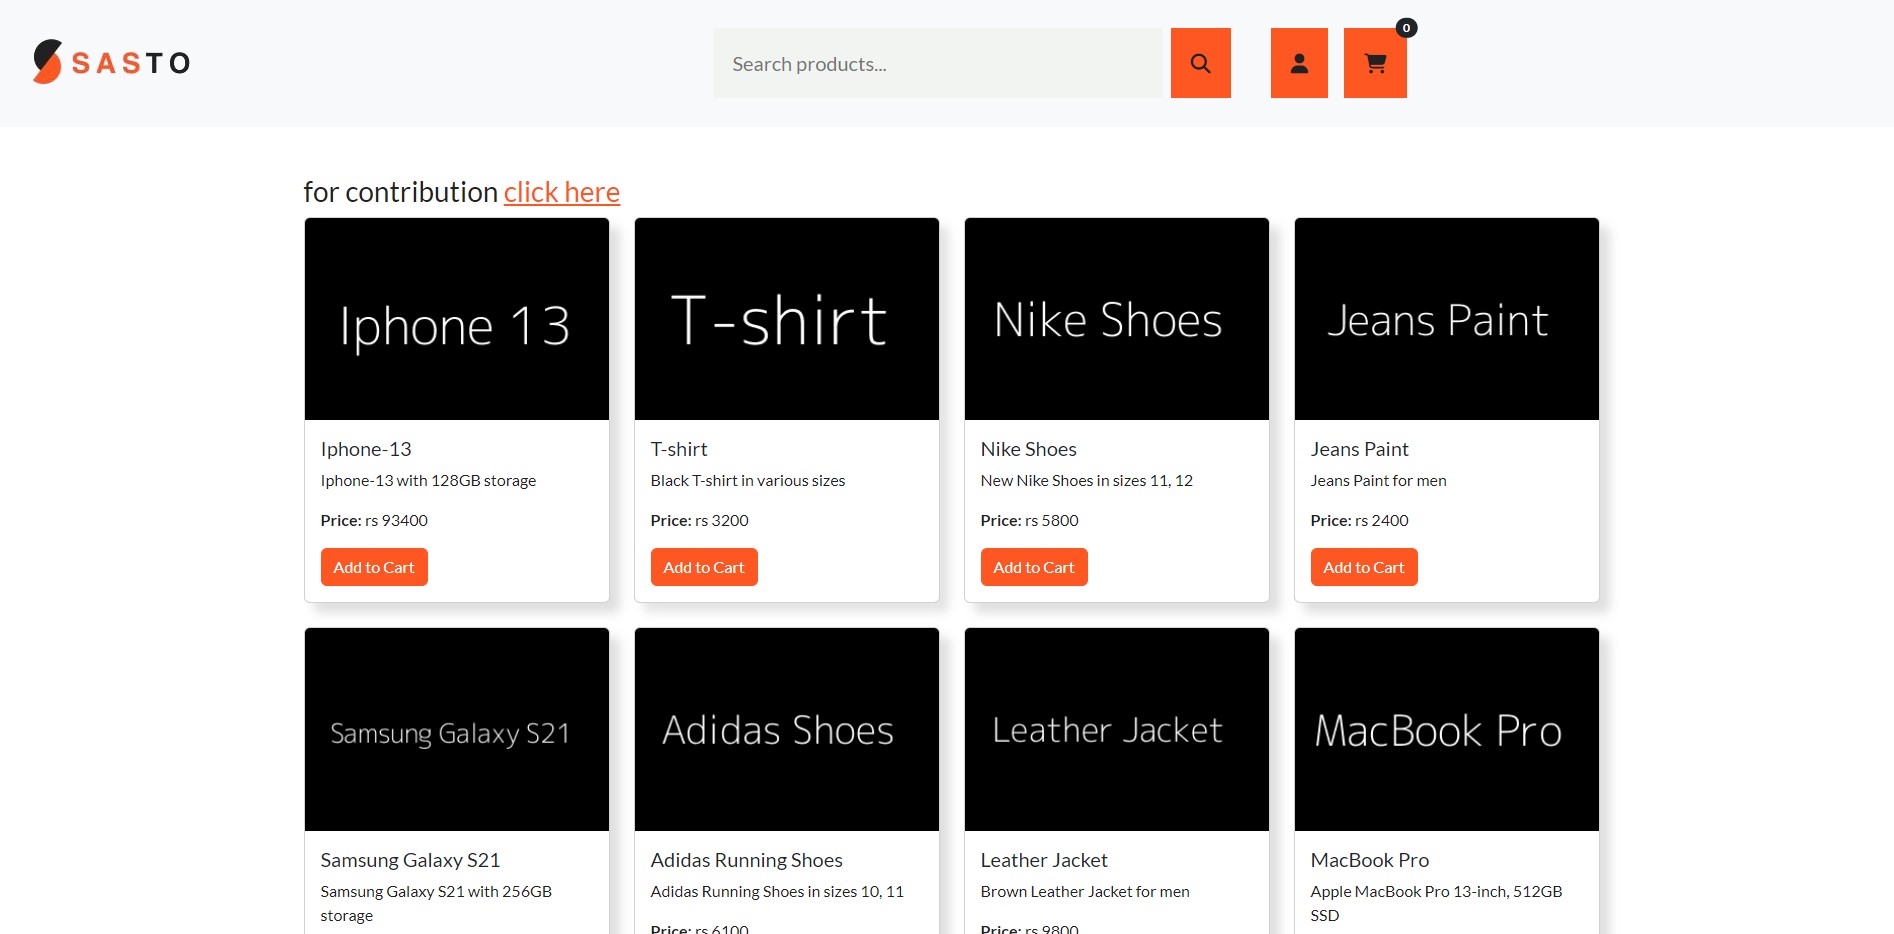 SASTO
Search products...
0
for contribution click here
Iphone 13
T-shirt
Nike Shoes
Jeans Paint
Iphone-13
Iphone-13 with 128GB storage
Price: rs 93400
Add to Cart
T-shirt
Black T-shirt in various sizes
Price: rs 3200
Add to Cart
Nike Shoes
New Nike Shoes in sizes 11, 12
Price: rs 5800
Add to Cart
Jeans Paint
Jeans Paint for men
Price: rs 2400
Add to Cart
Samsung Galaxy S21
Adidas Shoes
Leather Jacket
MacBook Pro
Samsung Galaxy S21
Samsung Galaxy S21 with 256GB
storage
Adidas Running Shoes
Adidas Running Shoes in sizes 10, 11
Price: rs 6100
Leather Jacket
Brown Leather Jacket for men
Price: rs 9800
MacBook Pro
Apple MacBook Pro 13-inch, 512GB
SSD